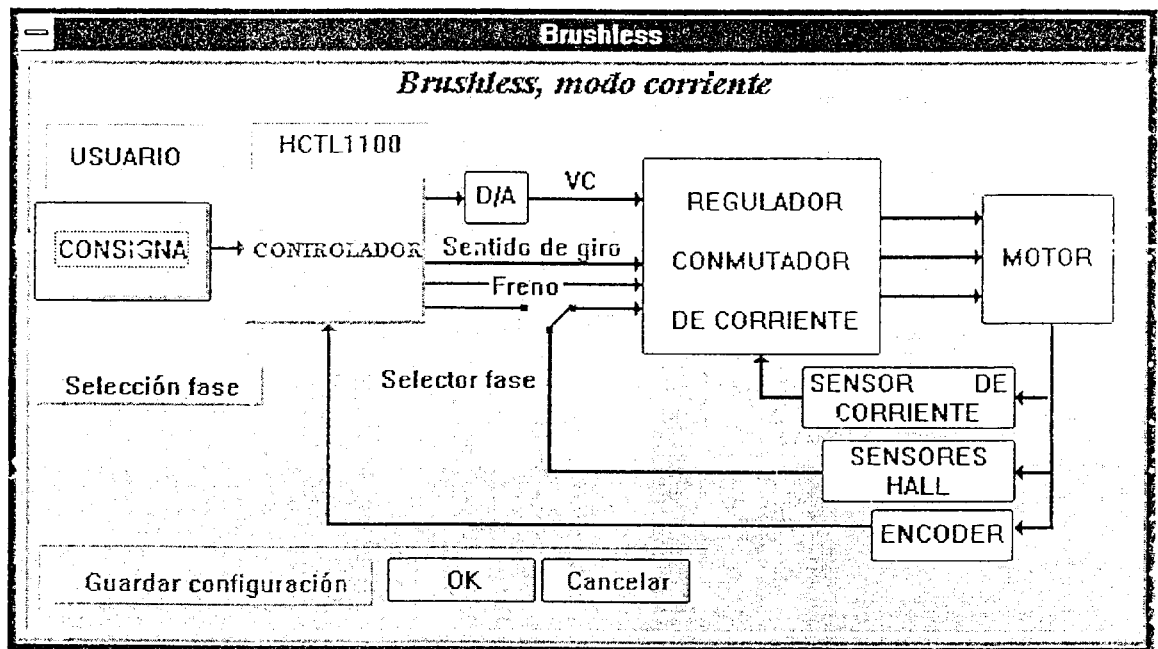 Brushless
Brushless, modo corriente
USUARIO
HCTL1100
CONSIGNA
CONTROLADOR
D/A
VC
Sentido de giro
Freno
REGULADOR
CONMUTADOR
DE CORRIENTE
MOTOR
Selección fase
Selector fase
SENSOR DE
CORRIENTE
SENSORES
HALL
ENCODER
Guardar configuración
OK
Cancelar